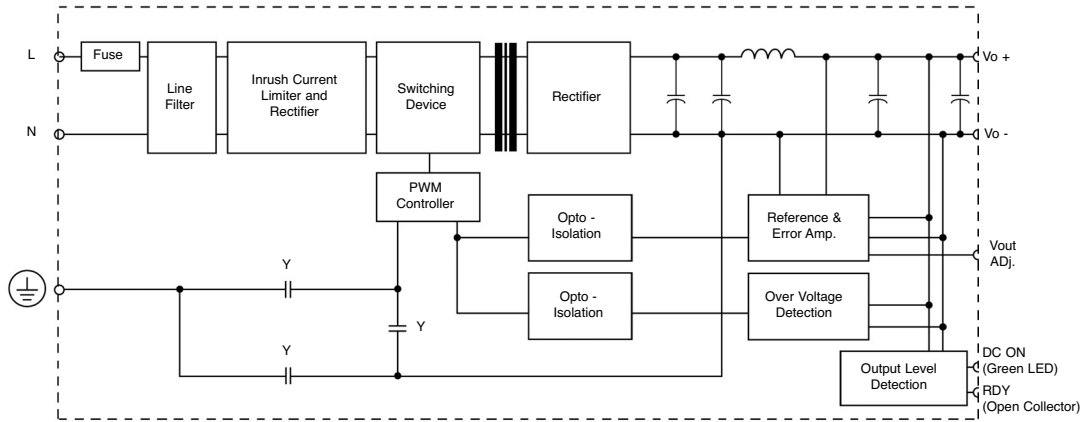 L
Fuse
N
Line
Filter
Inrush Current
Limiter and
Rectifier
Switching
Device
Rectifier
Vo +
Vo -
PWM
Controller
Opto -
Isolation
Reference &
Error Amp.
Vout
ADj.
Y
Y
Y
Opto -
Isolation
Over Voltage
Detection
Output Level
Detection
DC ON
(Green LED)
RDY
(Open Collector)